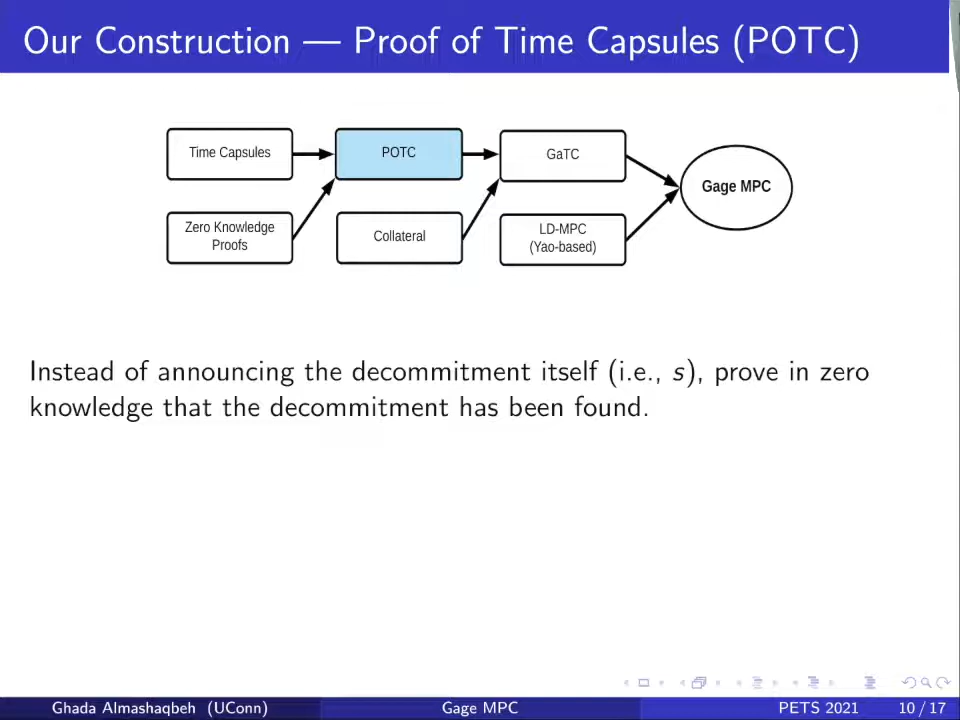 Our Construction — Proof of Time Capsules (POTC)
Time Capsules
POTC
GaTC
Gage MPC
Zero Knowledge
Proofs
Collateral
LD-MPC
(Yao-based)
Instead of announcing the decommitment itself (i.e., s), prove in zero
knowledge that the decommitment has been found.
Ghada Almashaqbeh (UConn)
Gage MPC
PETS 2021
10 / 17